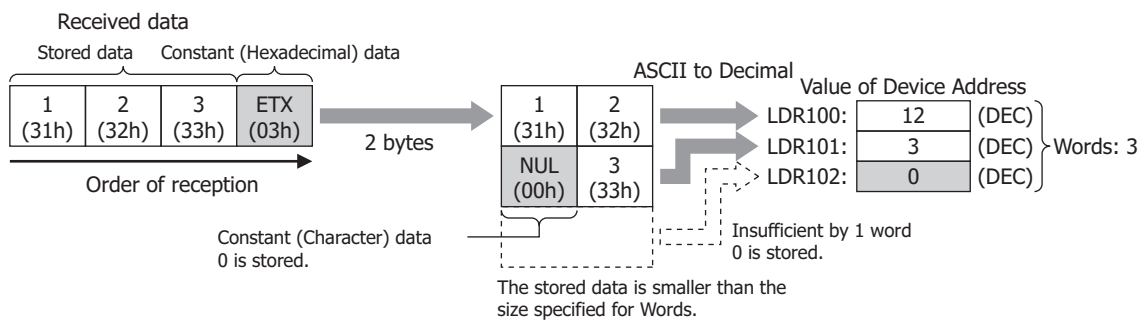 Received data
Stored data Constant (Hexadecimal) data
1 (31h) 2 (32h) 3 (33h) ETX (03h)
Order of reception
2 bytes
ASCII to Decimal
1 (31h) 2 (32h)
NUL (00h) 3 (33h)
Constant (Character) data
0 is stored.
The stored data is smaller than the
size specified for Words.
Value of Device Address
LDR100: 12 (DEC)
LDR101: 3 (DEC)
LDR102: 0 (DEC)
Words: 3
Insufficient by 1 word
0 is stored.